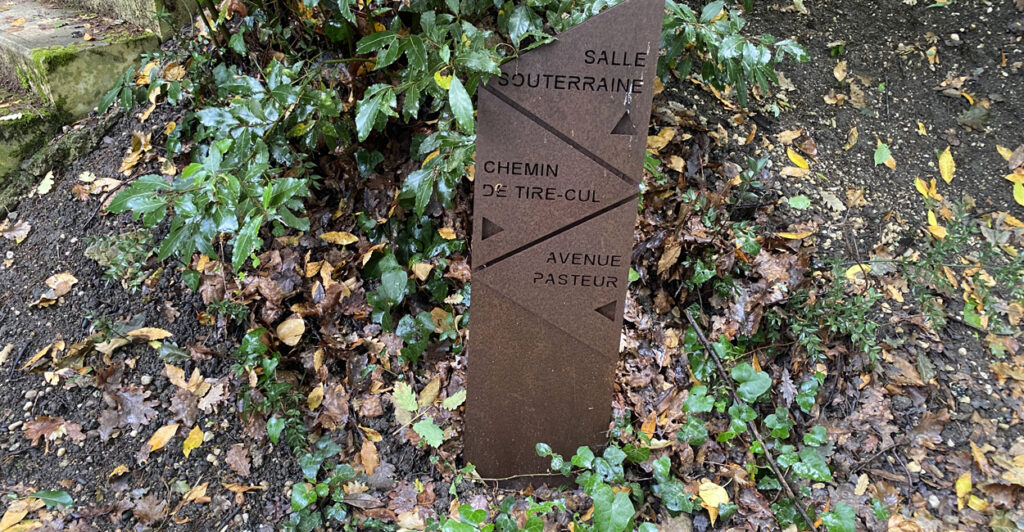 SALLE
SOUTERRAINE
CHEMIN
DE TIRE-CUL
AVENUE
PASTEUR